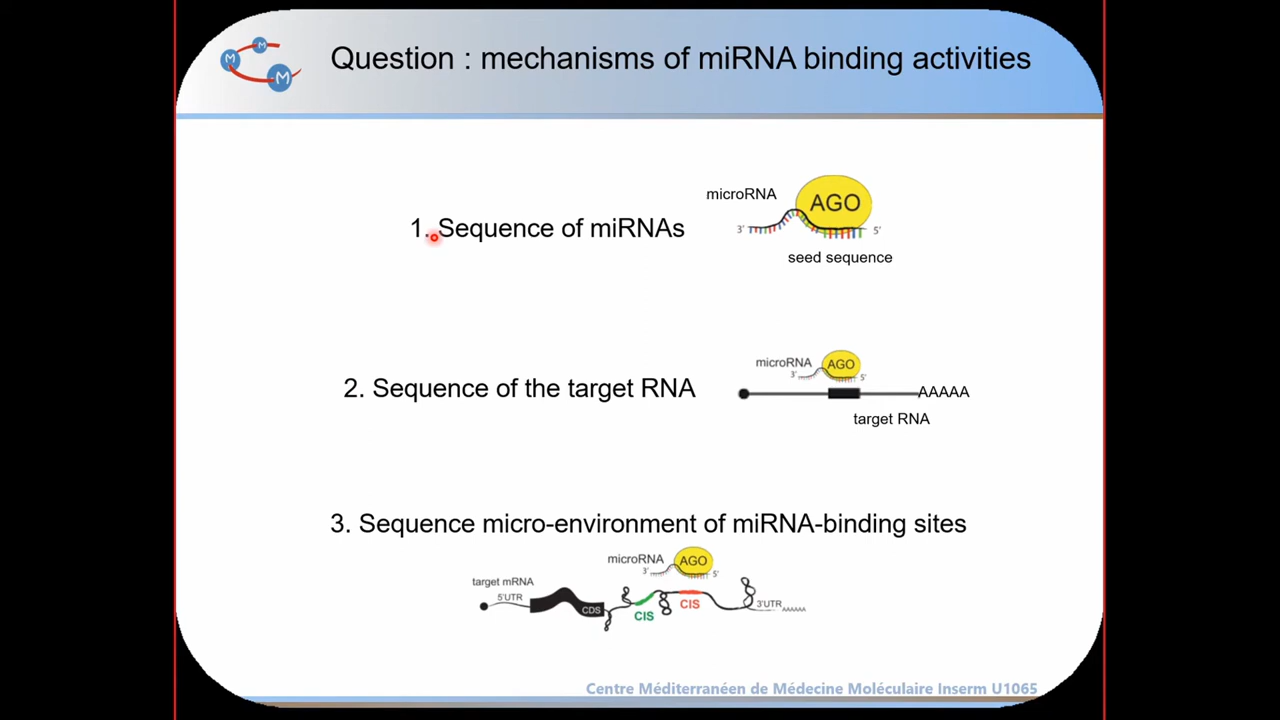 M
M
M
Question : mechanisms of miRNA binding activities
microRNA
AGO
1. Sequence of miRNAs
3'
5'
seed sequence
microRNA
AGO
3'
5'
2. Sequence of the target RNA
AAAAA
target RNA
3. Sequence micro-environment of miRNA-binding sites
microRNA
AGO
3'
5'
target mRNA
5'UTR
CDS
CIS
CIS
3'UTR
AAAAAA
Centre Méditerranéen de Médecine Moléculaire Inserm U1065